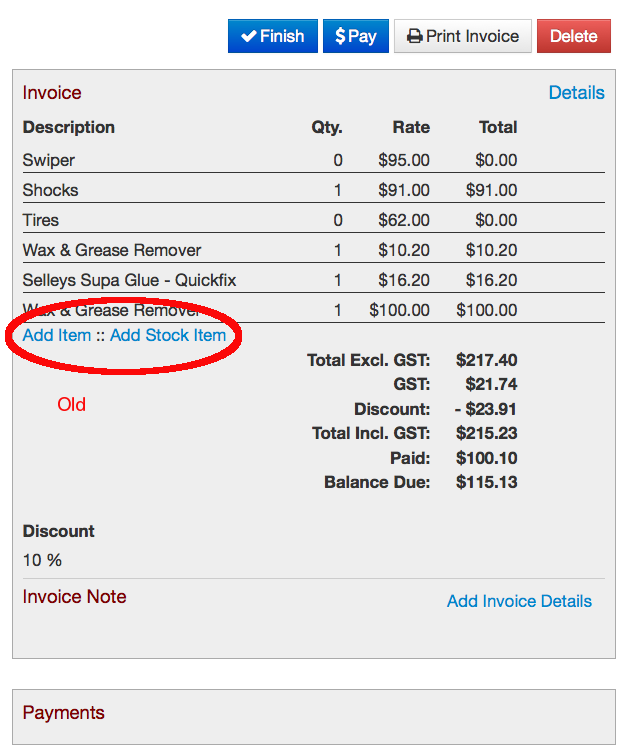 Finish $Pay Print Invoice Delete
Invoice Details
Description Qty. Rate Total
Swiper 0 $95.00 $0.00
Shocks 1 $91.00 $91.00
Tires 0 $62.00 $0.00
Wax & Grease Remover 1 $10.20 $10.20
Selleys Supa Glue - Quickfix 1 $16.20 $16.20
Wax & Grease Remover 1 $100.00 $100.00
Add Item :: Add Stock Item
Total Excl. GST: $217.40
GST: $21.74
Old
Discount: - $23.91
Total Incl. GST: $215.23
Paid: $100.10
Balance Due: $115.13
Discount
10 %
Invoice Note
Add Invoice Details
Payments